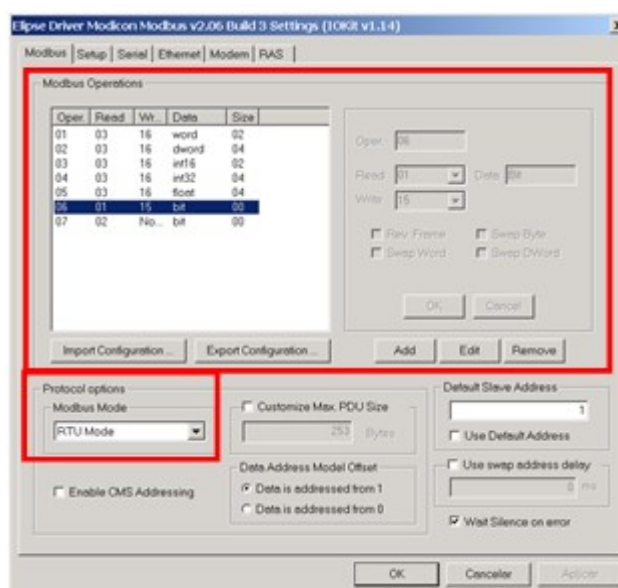 Elipse Driver Modicon Modbus v2.06 Build 3 Settings (IOKit v1.14)
Modbus Setup Serial Ethernet Modem RAS
Modbus Operations
Oper. Read Wr... Data Size
01 03 16 word 02
02 03 16 dword 04
03 03 16 int16 02
04 03 16 int32 04
05 03 16 float 04
06 01 15 bit 00
07 02 No... bit 00
Oper. 06
Read 01 Data Bit
Write 15
Rev. Frame Swap Byte
Swap Word Swap DWord
OK Cancel
Import Configuration... Export Configuration...
Add Edit Remove
Protocol options
Modbus Mode
RTU Mode
Enable CMS Addressing
Customize Max. PDU Size
253 Bytes
Data Address Model Offset
Data is addressed from 1
Data is addressed from 0
Default Slave Address
1
Use Default Address
Use swap address delay
0 ms
Wait Silence on error
OK Cancelar Aplicar